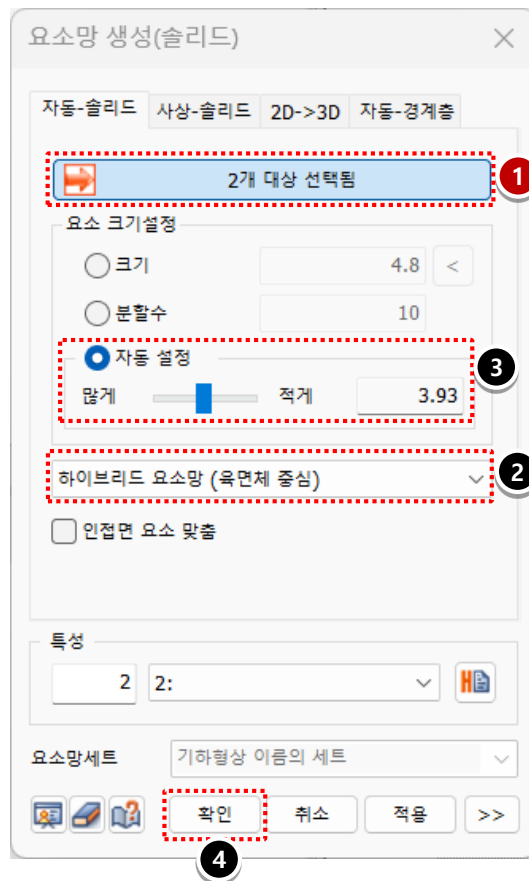 요소망 생성(솔리드)
자동-솔리드 사상-솔리드 2D->3D 자동-경계층
2개 대상 선택됨
1
요소 크기설정
크기 4.8 <
분할수 10
자동 설정
3
많게 적게 3.93
하이브리드 요소망 (육면체 중심)
2
인접면 요소 맞춤
특성
2 2:
요소망세트 기하형상 이름의 세트
확인 취소 적용 >>
4